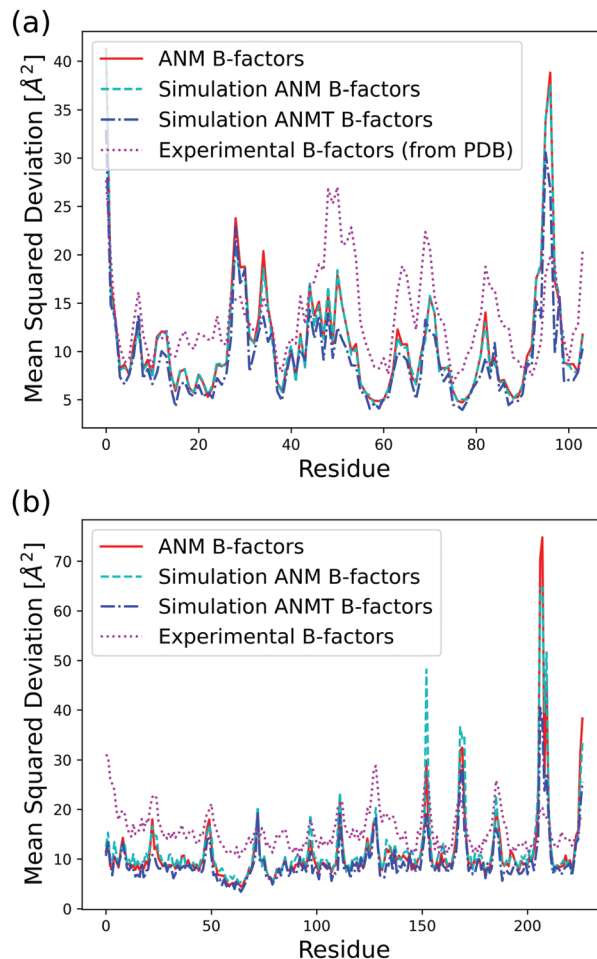 (a)
ANM B-factors
Simulation ANM B-factors
Simulation ANMT B-factors
Experimental B-factors (from PDB)
Mean Squared Deviation [Å²]
40
35
30
25
20
15
10
5
0 20 40 60 80 100
Residue
(b)
ANM B-factors
Simulation ANM B-factors
Simulation ANMT B-factors
Experimental B-factors
Mean Squared Deviation [Å²]
70
60
50
40
30
20
10
0
0 50 100 150 200
Residue